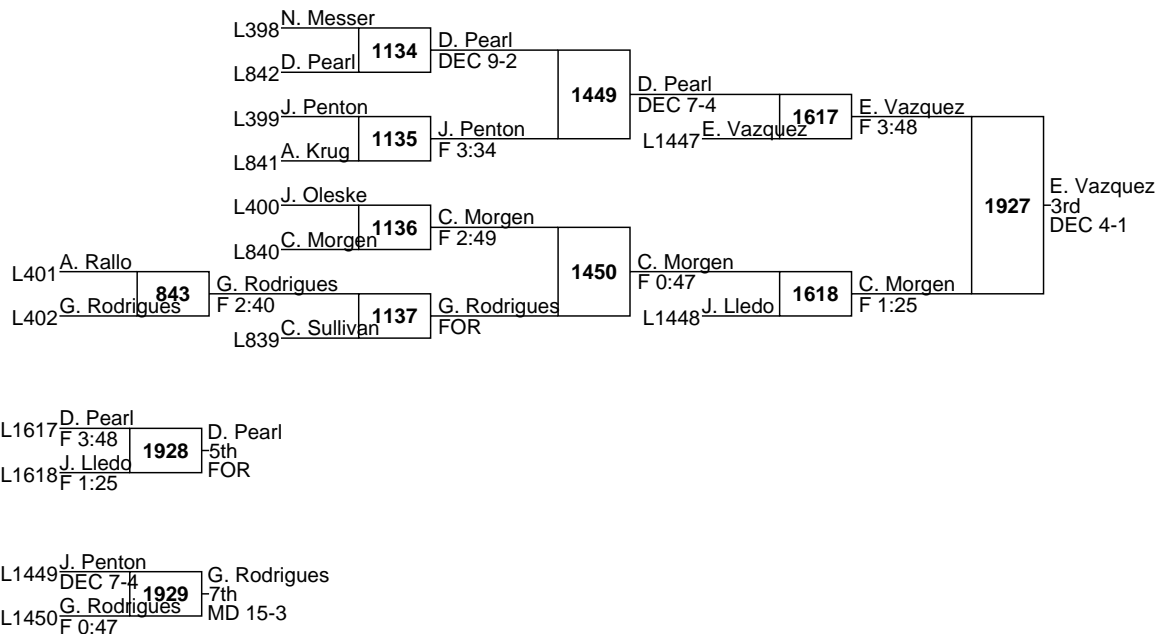 N. Messer
L398
1134
D. Pearl
DEC 9-2
D. Pearl
L842
1449
D. Pearl
DEC 7-4
J. Penton
L399
1135
J. Penton
F 3:34
A. Krug
L841
1617
E. Vazquez
F 3:48
E. Vazquez
L1447
J. Oleske
L400
1136
C. Morgen
F 2:49
C. Morgen
L840
1927
E. Vazquez
3rd
DEC 4-1
A. Rallo
L401
843
G. Rodrigues
F 2:40
G. Rodrigues
L402
1450
C. Morgen
F 0:47
1137
G. Rodrigues
FOR
C. Sullivan
L839
1618
C. Morgen
F 1:25
J. Lledo
L1448
D. Pearl
L1617
F 3:48
1928
D. Pearl
5th
FOR
J. Lledo
L1618
F 1:25
J. Penton
L1449
DEC 7-4
1929
G. Rodrigues
7th
MD 15-3
G. Rodrigues
L1450
F 0:47